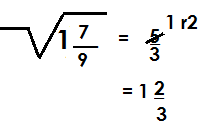 √1 7/9 = 5/3 1 r2
= 1 2/3